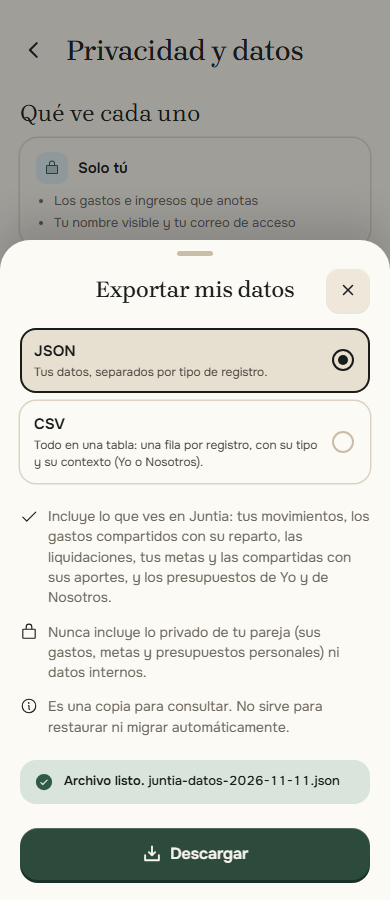 Privacidad y datos
Qué ve cada uno
Solo tú
• Los gastos e ingresos que anotas
• Tu nombre visible y tu correo de acceso
Exportar mis datos
JSON
Tus datos, separados por tipo de registro.
CSV
Todo en una tabla: una fila por registro, con su tipo
y su contexto (Yo o Nosotros).
Incluye lo que ves en Juntia: tus movimientos, los
gastos compartidos con su reparto, las
liquidaciones, tus metas y las compartidas con
sus aportes, y los presupuestos de Yo y de
Nosotros.
Nunca incluye lo privado de tu pareja (sus
gastos, metas y presupuestos personales) ni
datos internos.
Es una copia para consultar. No sirve para
restaurar ni migrar automáticamente.
Archivo listo. juntia-datos-2026-11-11.json
Descargar